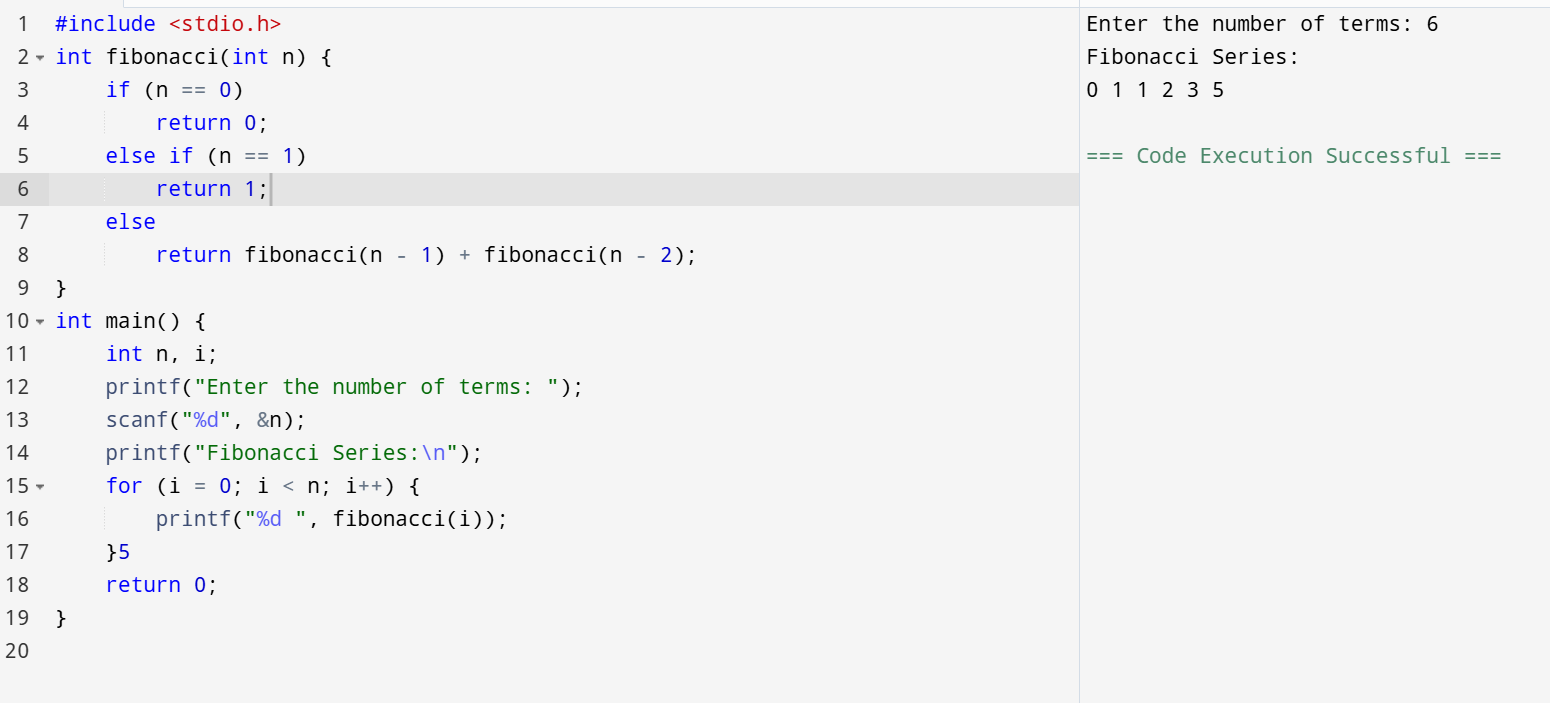 1 #include <stdio.h>
2 int fibonacci(int n) {
3     if (n == 0)
4         return 0;
5     else if (n == 1)
6         return 1;
7     else
8         return fibonacci(n - 1) + fibonacci(n - 2);
9 }
10 int main() {
11     int n, i;
12     printf("Enter the number of terms: ");
13     scanf("%d", &n);
14     printf("Fibonacci Series:\n");
15     for (i = 0; i < n; i++) {
16         printf("%d ", fibonacci(i));
17     }5
18     return 0;
19 }
20
Enter the number of terms: 6
Fibonacci Series:
0 1 1 2 3 5
=== Code Execution Successful ===